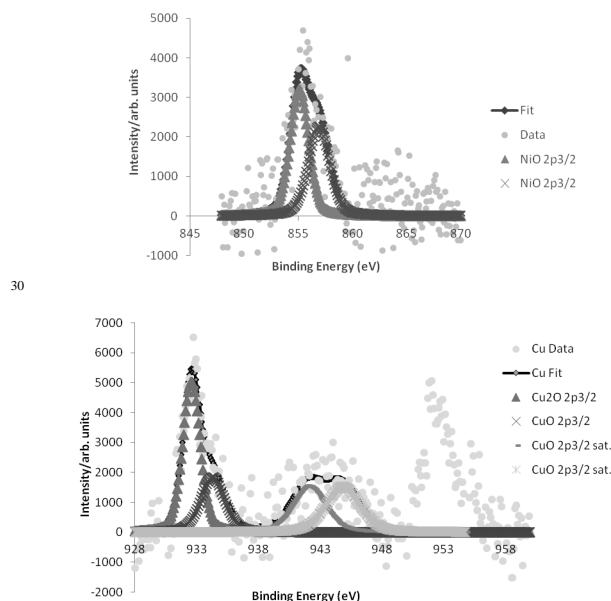 5000
4000
3000
2000
1000
0
-1000
845 850 855 860 865 870
Intensity/arb. units
Binding Energy (eV)
Fit
Data
NiO 2p3/2
NiO 2p3/2
30
7000
6000
5000
4000
3000
2000
1000
0
-1000
-2000
928 933 938 943 948 953 958
Intensity/arb. units
Binding Energy (eV)
Cu Data
Cu Fit
Cu2O 2p3/2
CuO 2p3/2
CuO 2p3/2 sat.
CuO 2p3/2 sat.